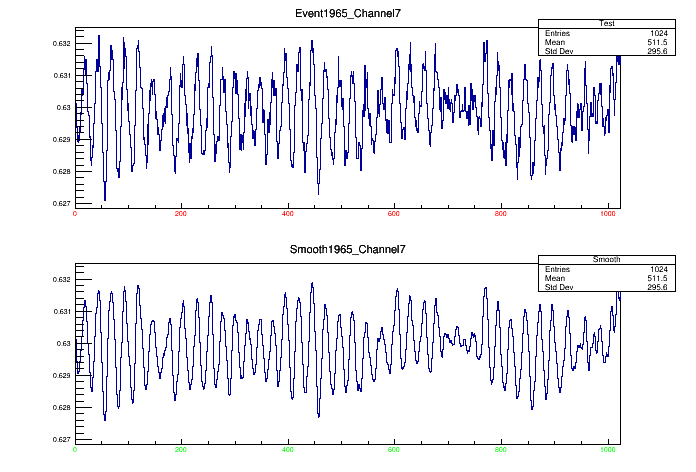 Event1965_Channel7
Test
Entries 1024
Mean 511.5
Std Dev 295.6
0.632
0.631
0.63
0.629
0.628
0.627
0 200 400 600 800 1000
Smooth1965_Channel7
Smooth
Entries 1024
Mean 511.5
Std Dev 295.6
0.632
0.631
0.63
0.629
0.628
0.627
0 200 400 600 800 1000